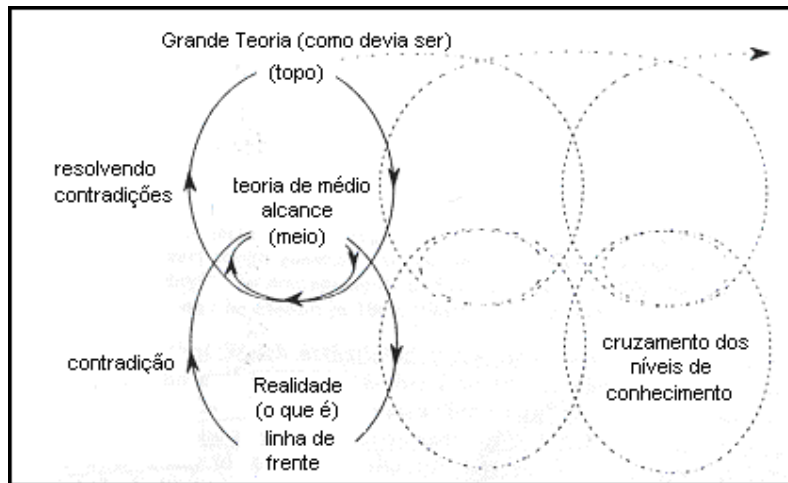 Grande Teoria (como devia ser)
(topo)
resolvendo
contradições
teoria de médio
alcance
(meio)
contradição
Realidade
(o que é)
linha de
frente
cruzamento dos
níveis de
conhecimento